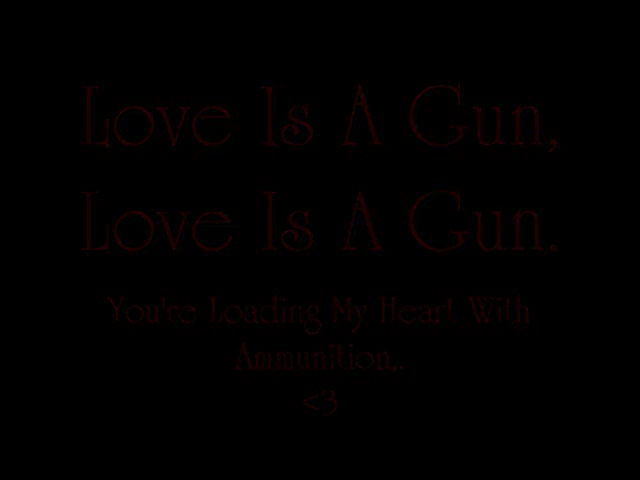 Love Is A Gun,
Love Is A Gun.
You're Loading My Heart With
Ammunition..
<3